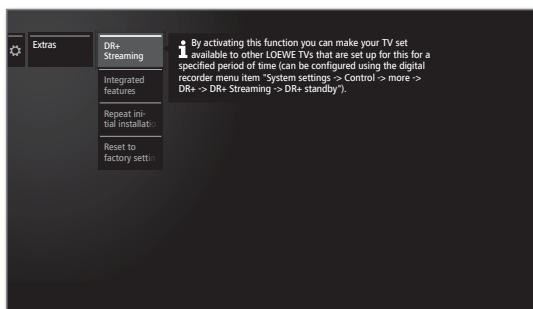 Extras
DR+
Streaming
Integrated
features
Repeat ini-
tial installatio
Reset to
factory settin
i By activating this function you can make your TV set
available to other LOEWE TVs that are set up for this for a
specified period of time (can be configured using the digital
recorder menu item "System settings -> Control -> more ->
DR+ -> DR+ Streaming -> DR+ standby").